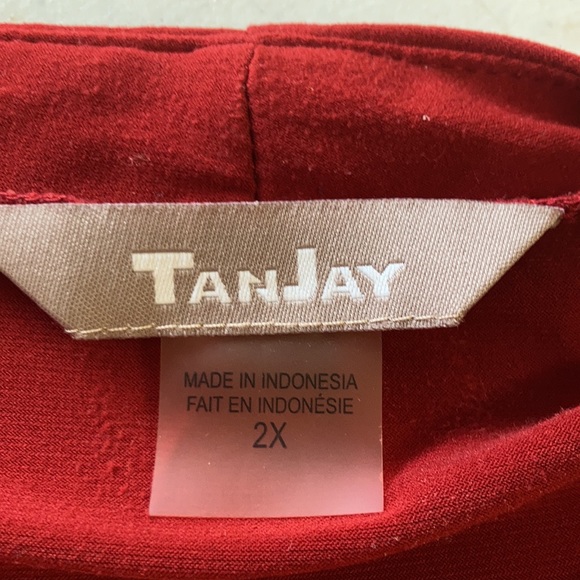 TANJAY
MADE IN INDONESIA
FAIT EN INDONÉSIE
2X